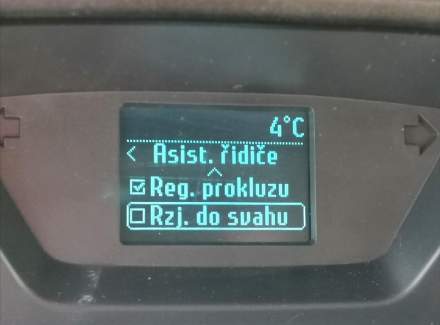 4°C
< Asist. řidiče
Reg. prokluzu
Rzj. do svahu